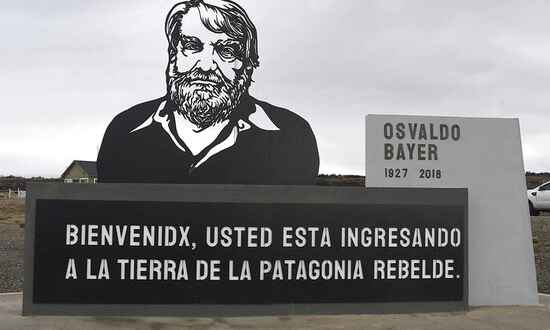 OSVALDO
BAYER
1927 2018
BIENVENIDX, USTED ESTA INGRESANDO
A LA TIERRA DE LA PATAGONIA REBELDE.